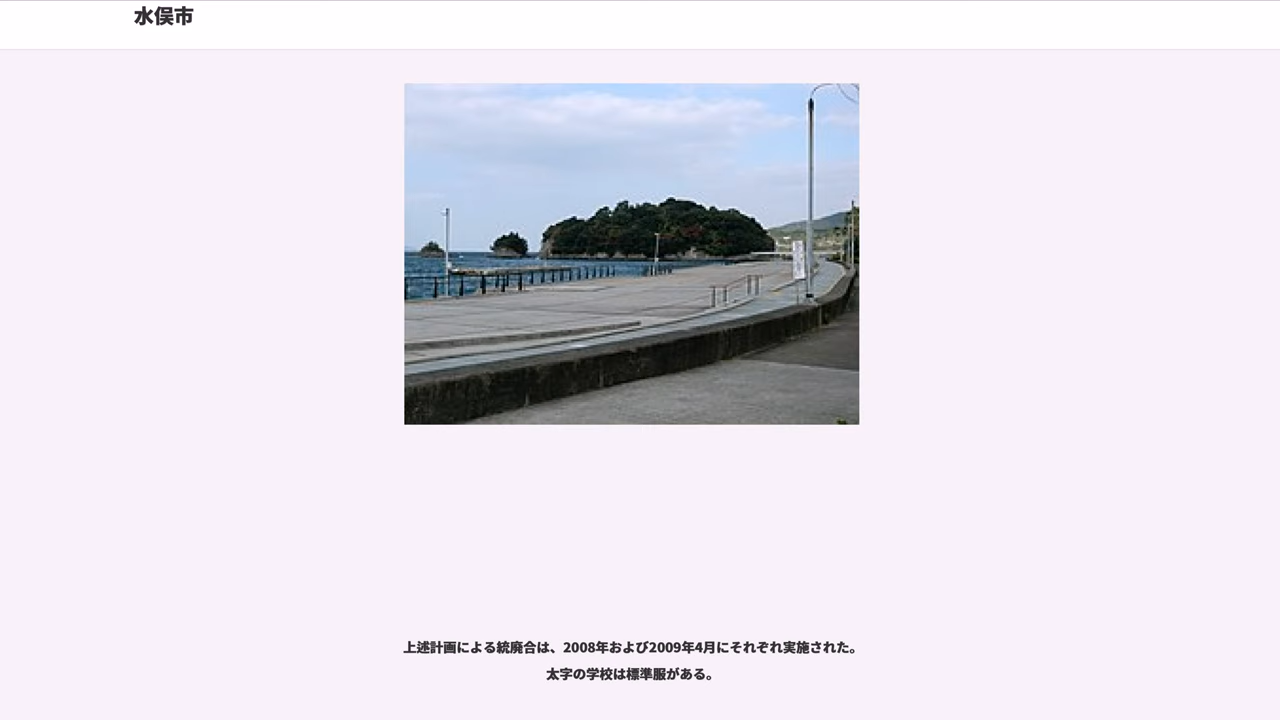 水俣市
上述計画による統廃合は、2008年および2009年4月にそれぞれ実施された。
太字の学校は標準服がある。